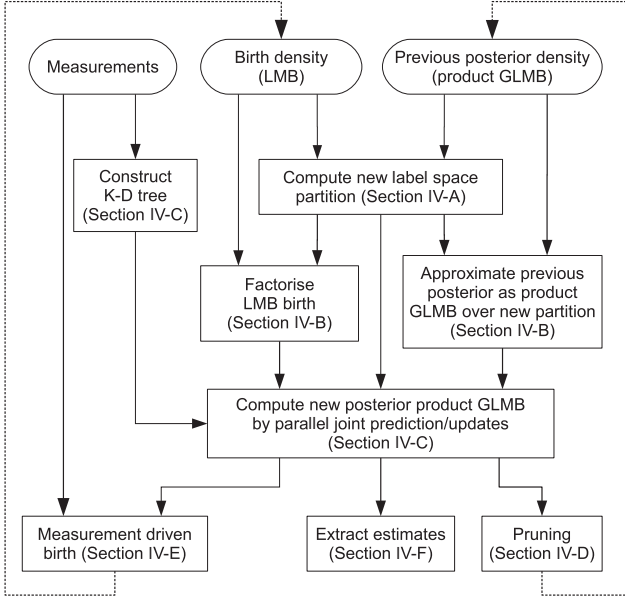 Measurements
Birth density
(LMB)
Previous posterior density
(product GLMB)
Construct
K-D tree
(Section IV-C)
Compute new label space
partition (Section IV-A)
Factorise
LMB birth
(Section IV-B)
Approximate previous
posterior as product
GLMB over new partition
(Section IV-B)
Compute new posterior product GLMB
by parallel joint prediction/updates
(Section IV-C)
Measurement driven
birth (Section IV-E)
Extract estimates
(Section IV-F)
Pruning
(Section IV-D)